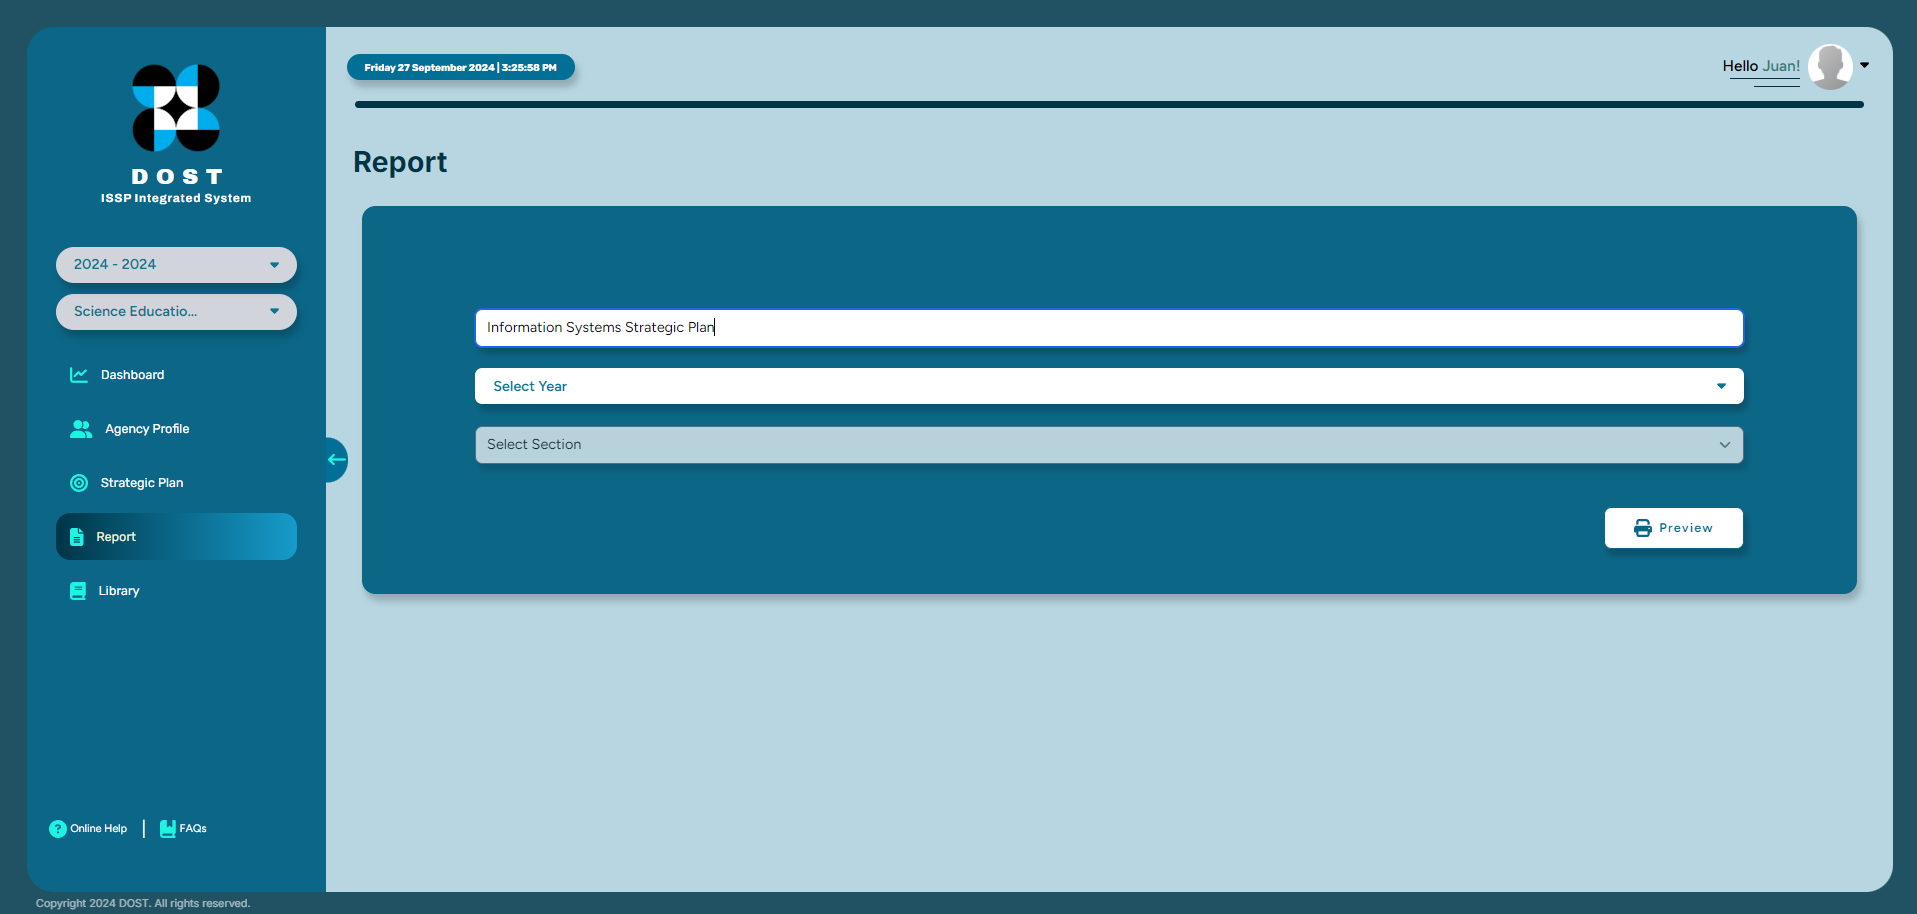 DOST
ISSP Integrated System
2024 - 2024
Science Educatio...
Dashboard
Agency Profile
Strategic Plan
Report
Library
Online Help | FAQs
Friday 27 September 2024 | 3:25:58 PM
Hello Juan!
Report
Information Systems Strategic Plan
Select Year
Select Section
Preview
Copyright 2024 DOST. All rights reserved.